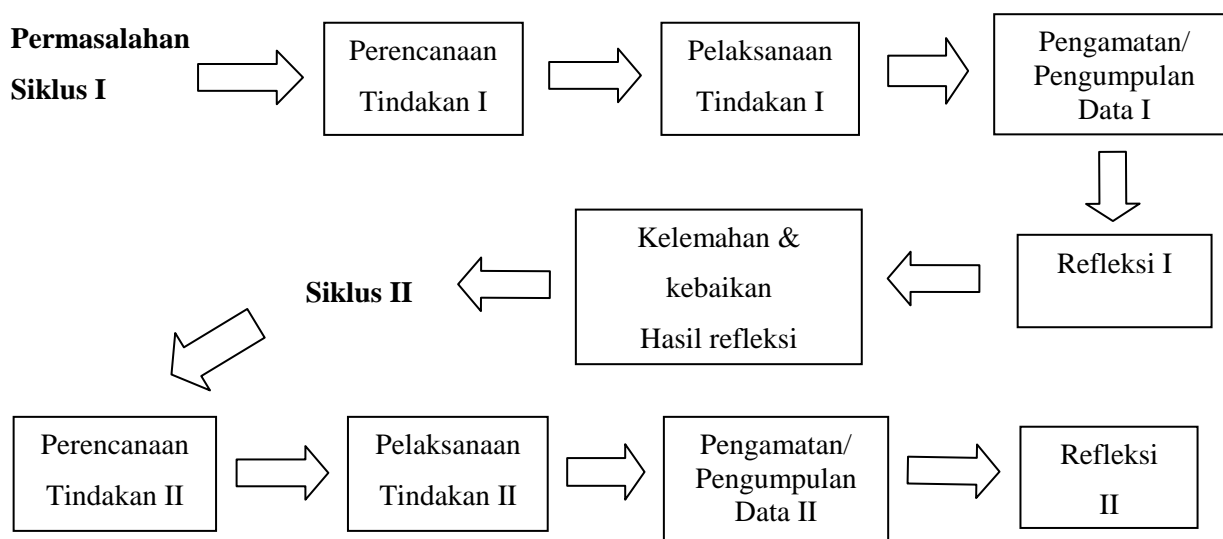 Permasalahan
Siklus I
Perencanaan
Tindakan I
Pelaksanaan
Tindakan I
Pengamatan/
Pengumpulan
Data I
Refleksi I
Kelemahan &
kebaikan
Hasil refleksi
Siklus II
Perencanaan
Tindakan II
Pelaksanaan
Tindakan II
Pengamatan/
Pengumpulan
Data II
Refleksi
II